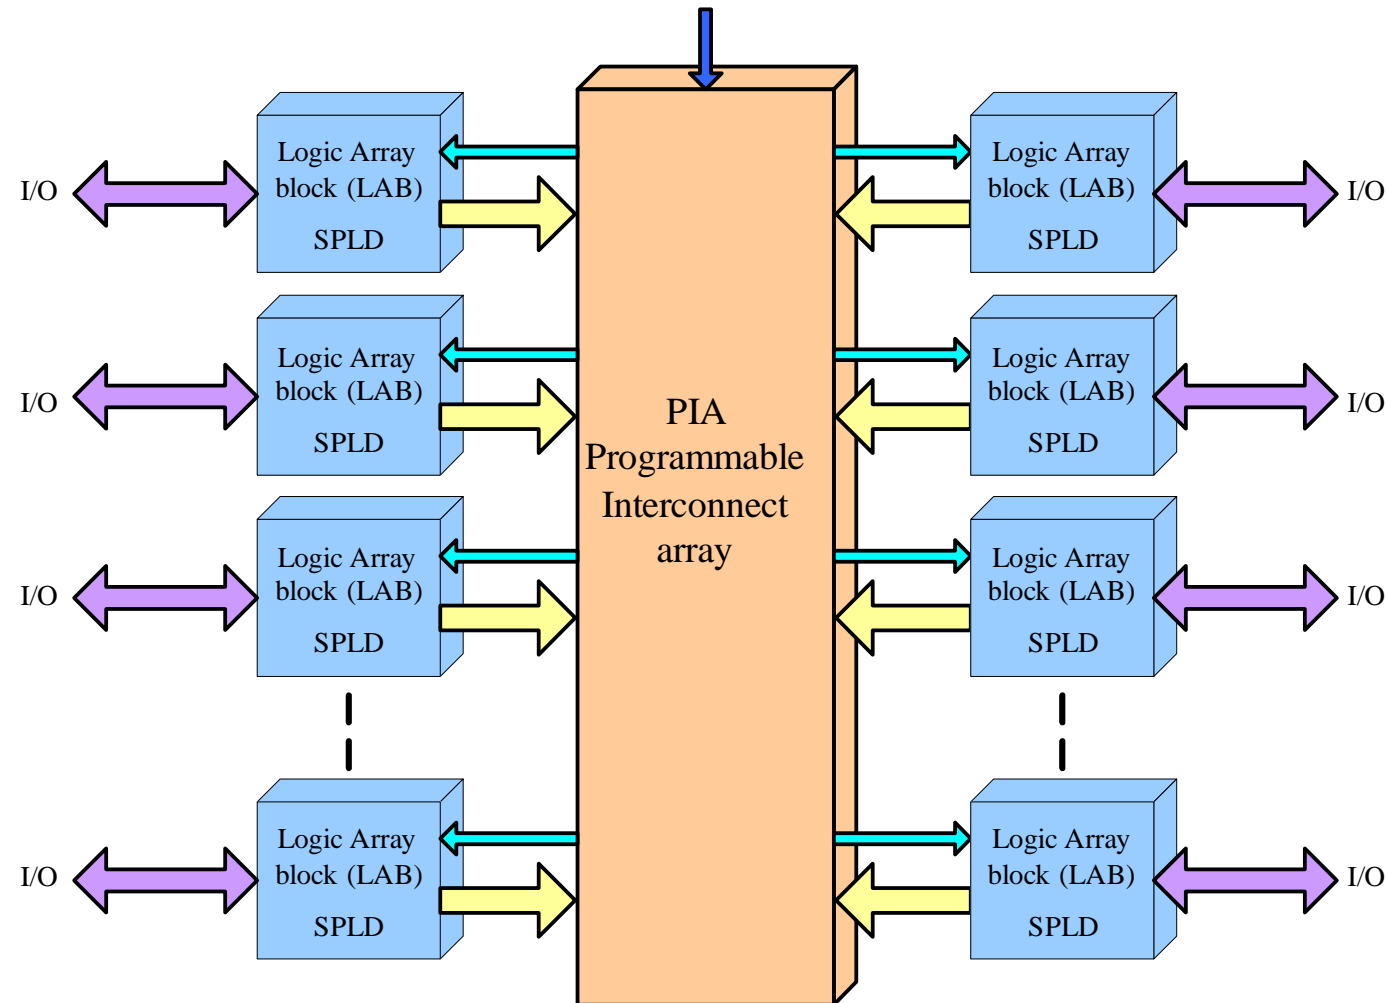 Logic Array
block (LAB)
SPLD
I/O
Logic Array
block (LAB)
SPLD
I/O
Logic Array
block (LAB)
SPLD
I/O
Logic Array
block (LAB)
SPLD
I/O
PIA
Programmable
Interconnect
array
Logic Array
block (LAB)
SPLD
I/O
Logic Array
block (LAB)
SPLD
I/O
Logic Array
block (LAB)
SPLD
I/O
Logic Array
block (LAB)
SPLD
I/O